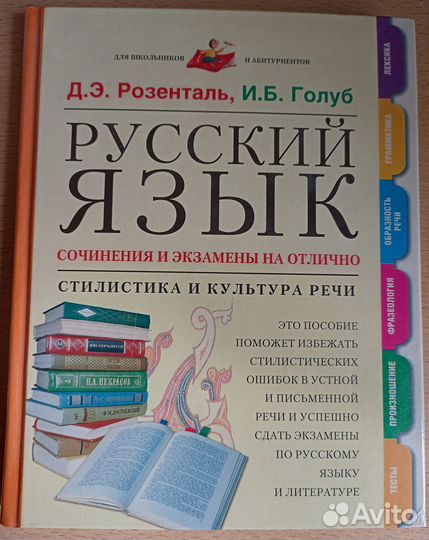 ДЛЯ ШКОЛЬНИКОВ И АБИТУРИЕНТОВ
Д.Э. Розенталь, И.Б. Голуб
РУССКИЙ
ЯЗЫК
СОЧИНЕНИЯ И ЭКЗАМЕНЫ НА ОТЛИЧНО
СТИЛИСТИКА И КУЛЬТУРА РЕЧИ
ЭТО ПОСОБИЕ
ПОМОЖЕТ ИЗБЕЖАТЬ
СТИЛИСТИЧЕСКИХ
ОШИБОК В УСТНОЙ
И ПИСЬМЕННОЙ
РЕЧИ И УСПЕШНО
СДАТЬ ЭКЗАМЕНЫ
ПО РУССКОМУ
ЯЗЫКУ
И ЛИТЕРАТУРЕ
Н.А. НЕКРАСОВ
Ф.М. ДОСТОЕВСКИЙ
ЛЕКСИКА
ГРАММАТИКА
ОБРАЗНОСТЬ
РЕЧИ
ФРАЗЕОЛОГИЯ
ПРОИЗНОШЕНИЕ
ТЕСТЫ
Avito